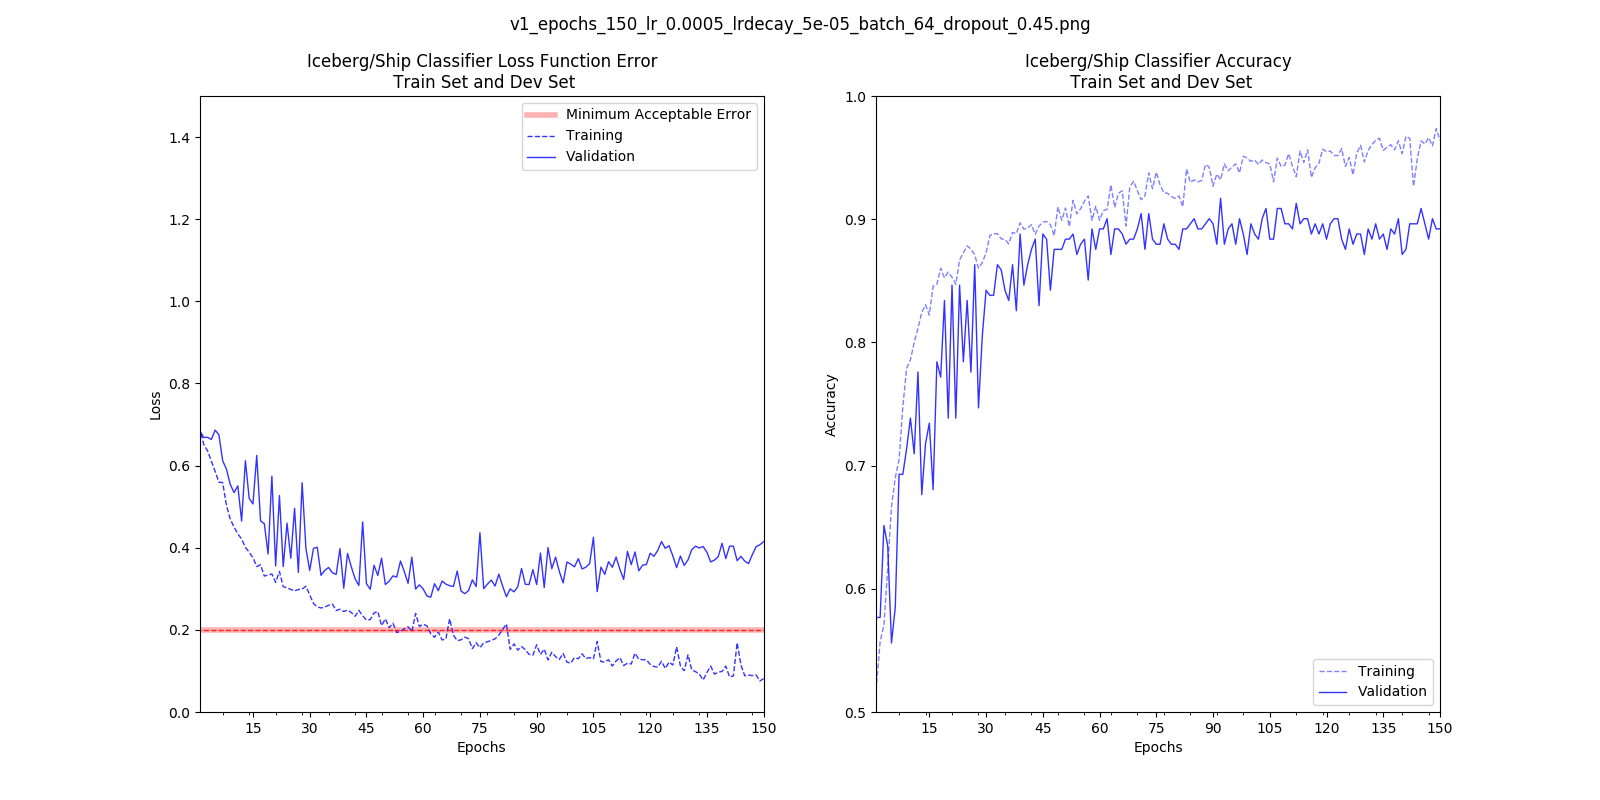 v1_epochs_150_lr_0.0005_lrdecay_5e-05_batch_64_dropout_0.45.png
Iceberg/Ship Classifier Loss Function Error
Train Set and Dev Set
Minimum Acceptable Error
Training
Validation
1.4
1.2
1.0
0.8
0.6
0.4
0.2
0.0
Loss
15 30 45 60 75 90 105 120 135 150
Epochs
Iceberg/Ship Classifier Accuracy
Train Set and Dev Set
1.0
0.9
0.8
0.7
0.6
0.5
Accuracy
Training
Validation
15 30 45 60 75 90 105 120 135 150
Epochs